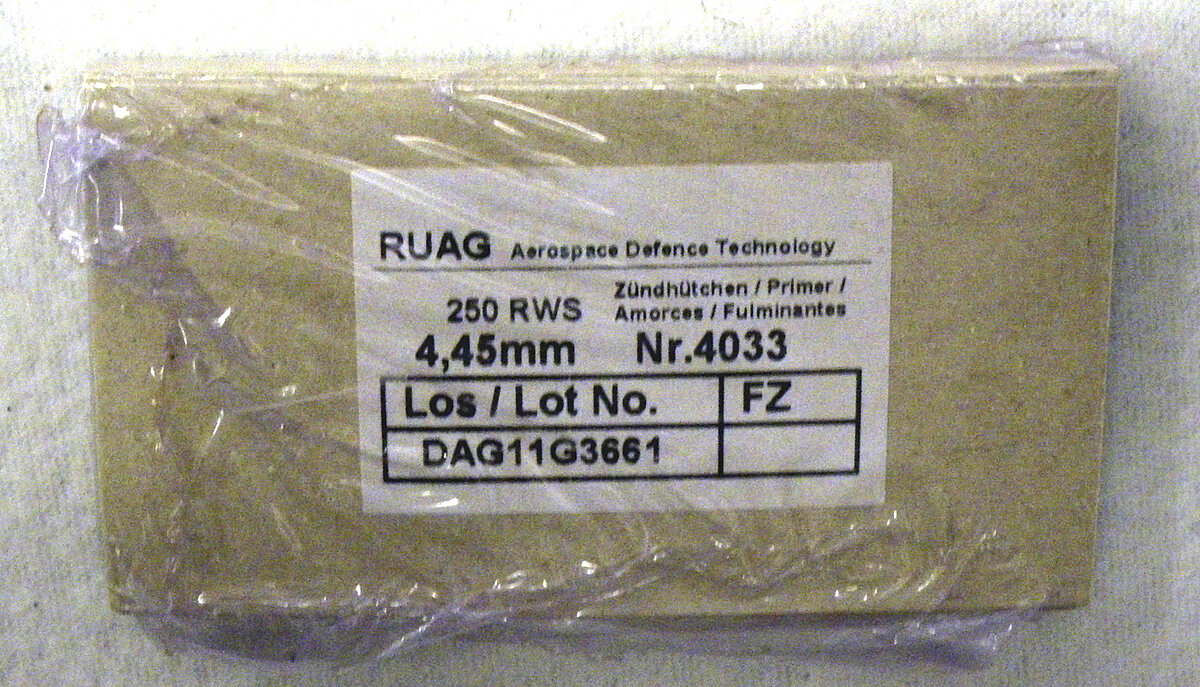 RUAG Aerospace Defence Technology
250 RWS Zündhütchen / Primer /
Amorces / Fulminantes
4,45mm Nr.4033
Los / Lot No. FZ
DAG11G3661